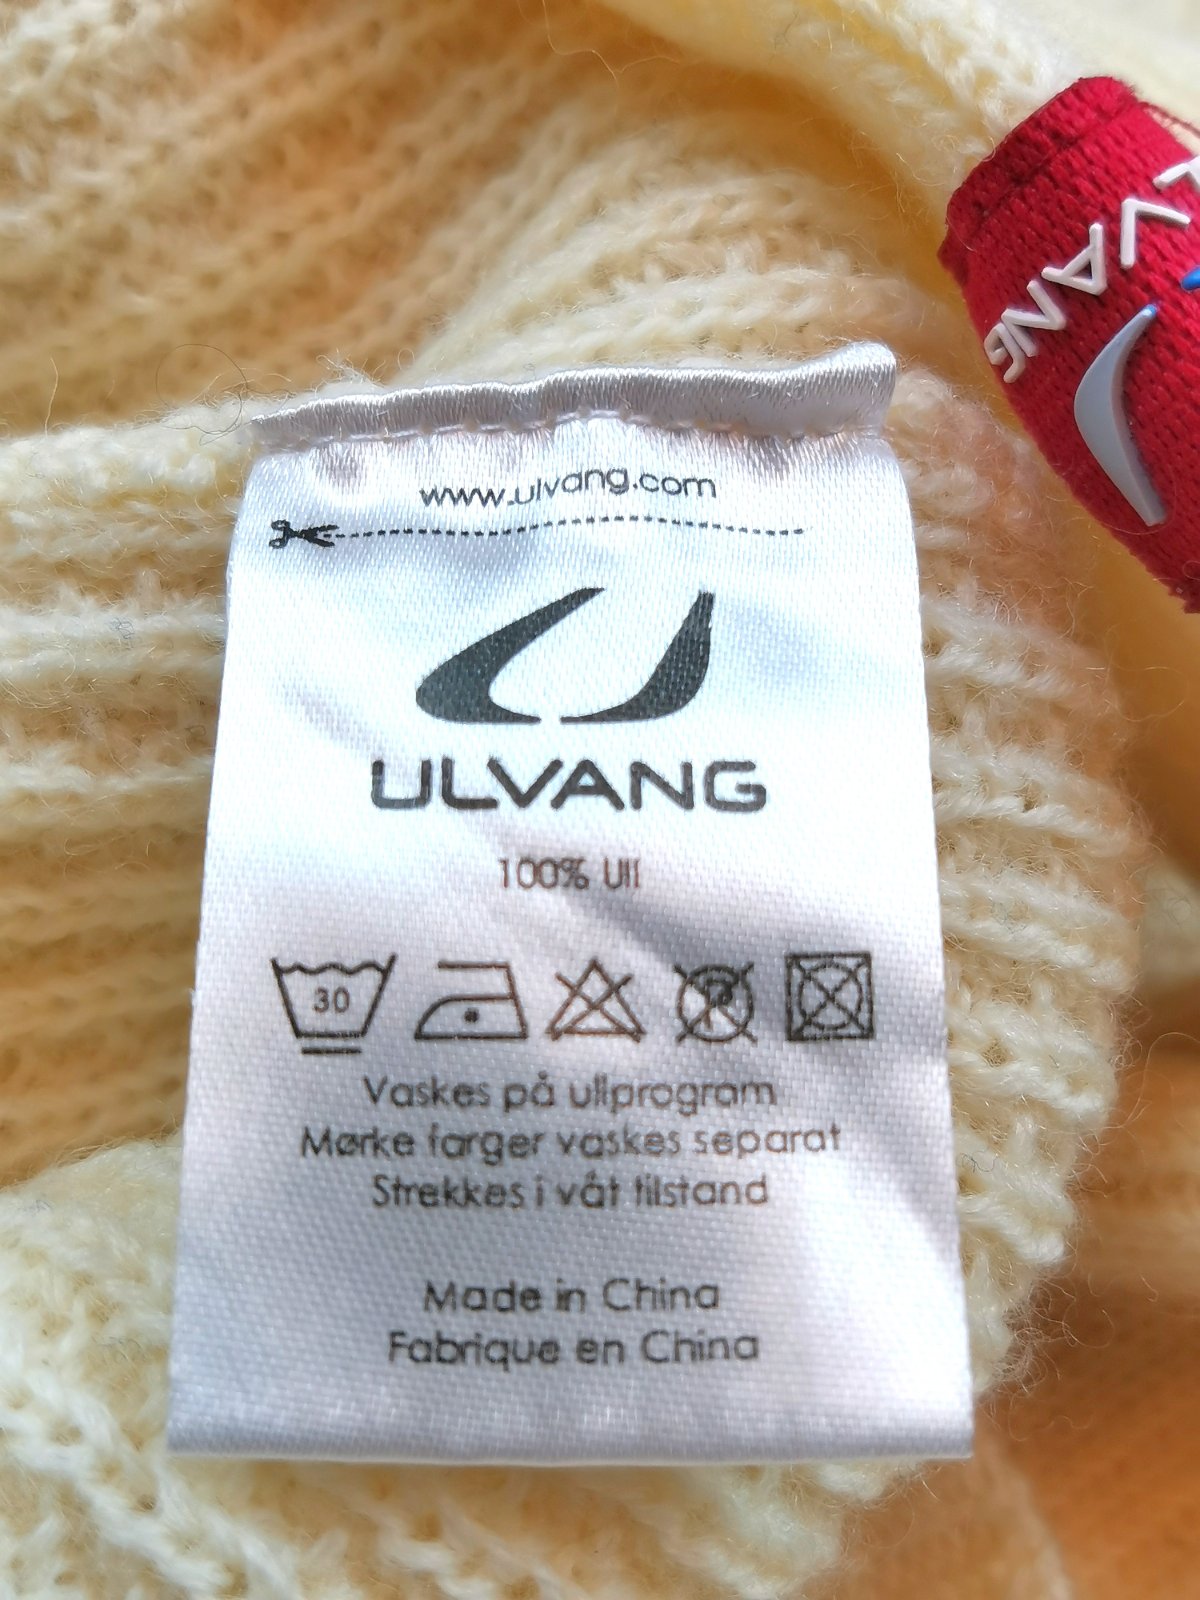 www.ulvang.com
ULVANG
100% Ull
30
P
Vaskes på ullprogram
Mørke farger vaskes separat
Strekkes i våt tilstand
Made in China
Fabrique en China
LVANG